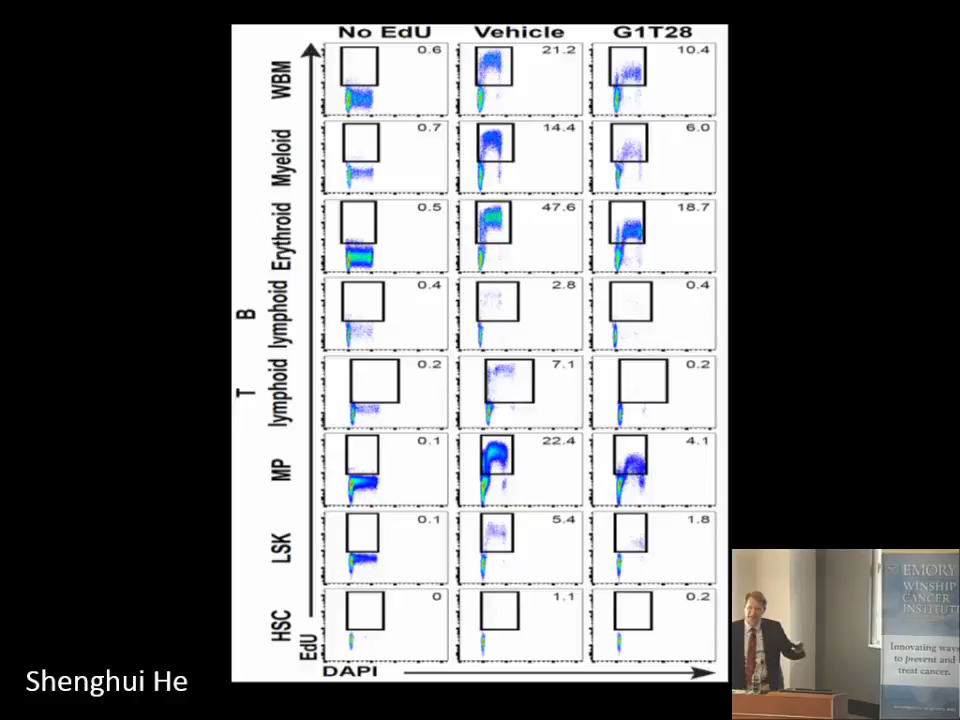 No EdU Vehicle G1T28
WBM 0.6 21.2 10.4
Myeloid 0.7 14.4 6.0
Erythroid 0.5 47.6 18.7
B lymphoid 0.4 2.8 0.4
T lymphoid 0.2 7.1 0.2
MP 0.1 22.4 4.1
LSK 0.1 5.4 1.8
HSC 0 1.1 0.2
EdU
DAPI
Shenghui He
EMORY
WINSHIP
CANCER
INSTITUTE
Innovating ways
to prevent and
treat cancer.